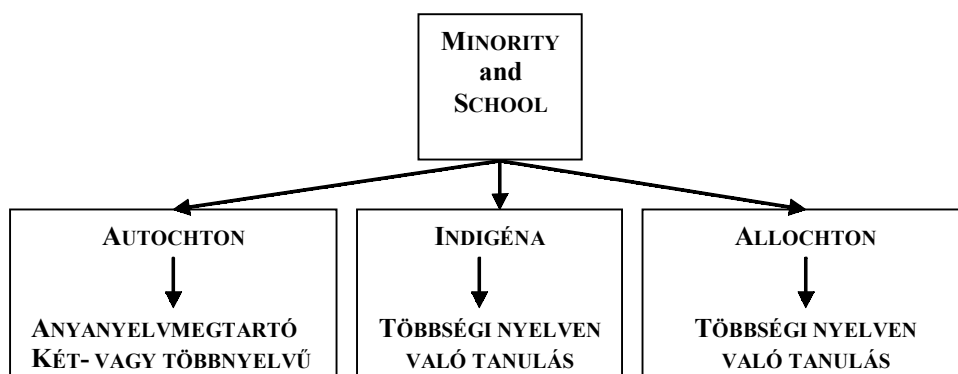 MINORITY
and
SCHOOL
AUTOCHTON
ANYANYELVMEGTARTÓ
KÉT- VAGY TÖBBNYELVŰ
INDIGÉNA
TÖBBSÉGI NYELVEN
VALÓ TANULÁS
ALLOCHTON
TÖBBSÉGI NYELVEN
VALÓ TANULÁS